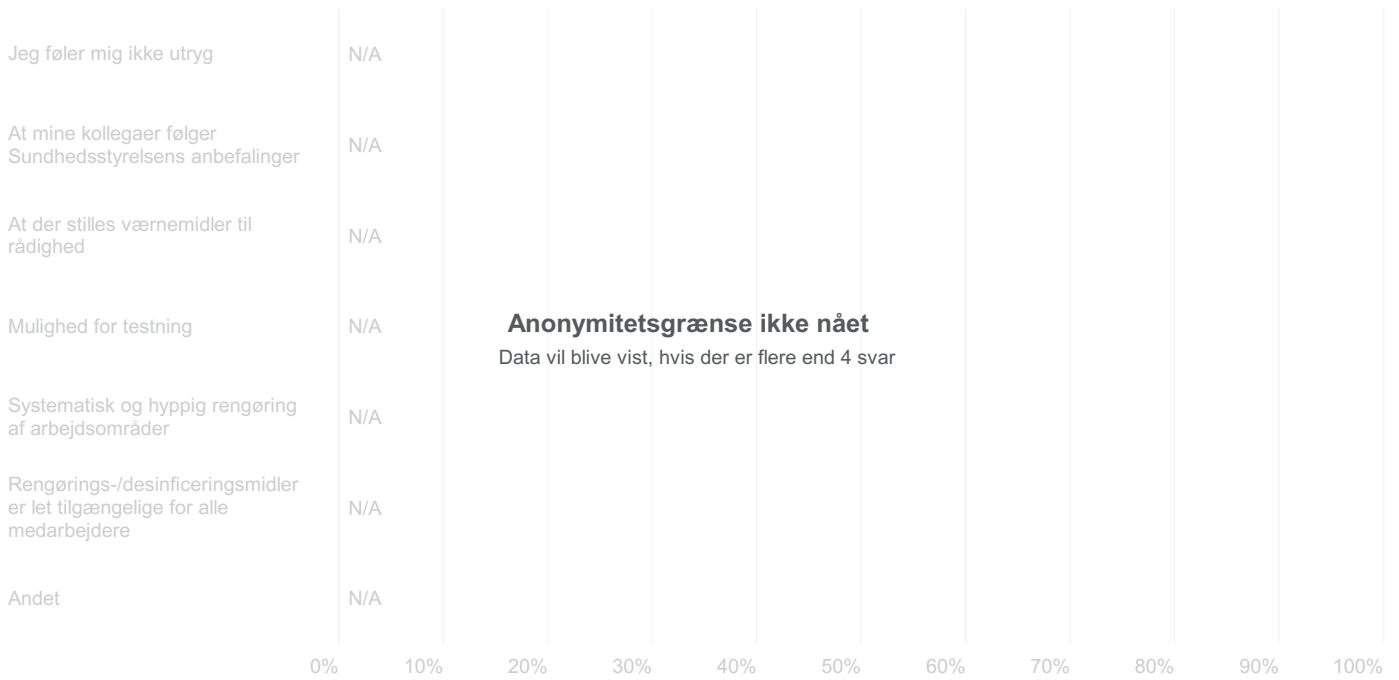 Jeg føler mig ikke utryg
N/A
At mine kollegaer følger
Sundhedsstyrelsens anbefalinger
N/A
At der stilles værnemidler til
rådighed
N/A
Mulighed for testning
N/A
Anonymitetsgrænse ikke nået
Data vil blive vist, hvis der er flere end 4 svar
Systematisk og hyppig rengøring
af arbejdsområder
N/A
Rengørings-/desinficeringsmidler
er let tilgængelige for alle
medarbejdere
N/A
Andet
N/A
0% 10% 20% 30% 40% 50% 60% 70% 80% 90% 100%